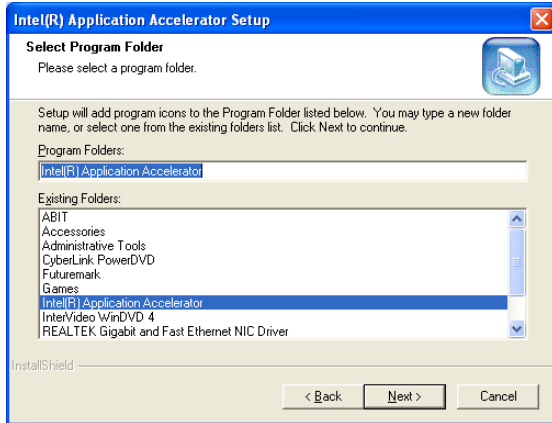 Intel(R) Application Accelerator Setup
Select Program Folder
Please select a program folder.
Setup will add program icons to the Program Folder listed below. You may type a new folder
name, or select one from the existing folders list. Click Next to continue.
Program Folders:
Intel(R) Application Accelerator
Existing Folders:
ABIT
Accessories
Administrative Tools
CyberLink PowerDVD
Futuremark
Games
Intel(R) Application Accelerator
InterVideo WinDVD 4
REALTEK Gigabit and Fast Ethernet NIC Driver
InstallShield
< Back Next > Cancel